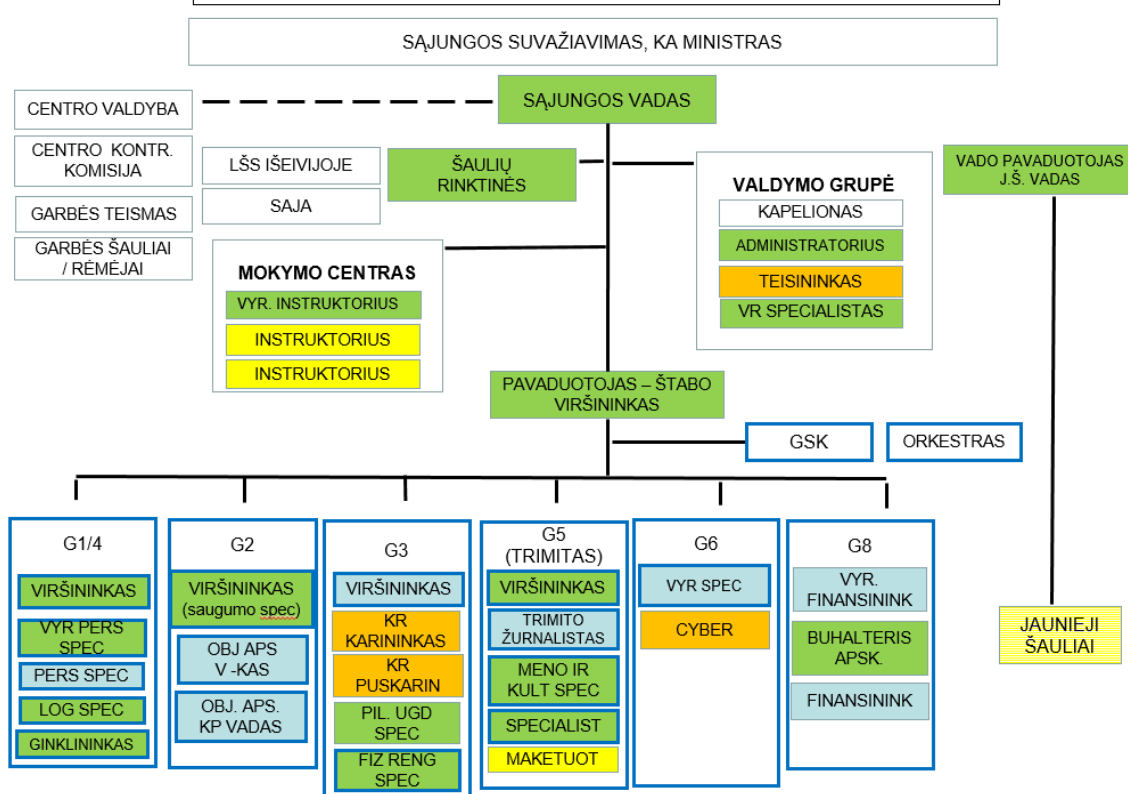 SĄJUNGOS SUVAŽIAVIMAS, KA MINISTRAS
SĄJUNGOS VADAS
CENTRO VALDYBA
CENTRO KONTR.
KOMISIJA
GARBĖS TEISMAS
GARBĖS ŠAULIAI
/ RĖMĖJAI
LŠS IŠEIVIJOJE
SAJA
ŠAULIŲ
RINKTINĖS
VALDYMO GRUPĖ
KAPELIONAS
ADMINISTRATORIUS
TEISININKAS
VR SPECIALISTAS
VADO PAVADUOTOJAS
J.Š. VADAS
MOKYMO CENTRAS
VYR. INSTRUKTORIUS
INSTRUKTORIUS
INSTRUKTORIUS
PAVADUOTOJAS – ŠTABO
VIRŠININKAS
GSK
ORKESTRAS
G1/4
VIRŠININKAS
VYR PERS
SPEC
PERS SPEC
LOG SPEC
GINKLININKAS
G2
VIRŠININKAS
(saugumo spec)
OBJ APS
V -KAS
OBJ. APS.
KP VADAS
G3
VIRŠININKAS
KR
KARININKAS
KR
PUSKARIN
PIL. UGD
SPEC
FIZ RENG
SPEC
G5
(TRIMITAS)
VIRŠININKAS
TRIMITO
ŽURNALISTAS
MENO IR
KULT SPEC
SPECIALIST
MAKETUOT
G6
VYR SPEC
CYBER
G8
VYR.
FINANSININK
BUHALTERIS
APSK.
FINANSININK
JAUNIEJI
ŠAULIAI